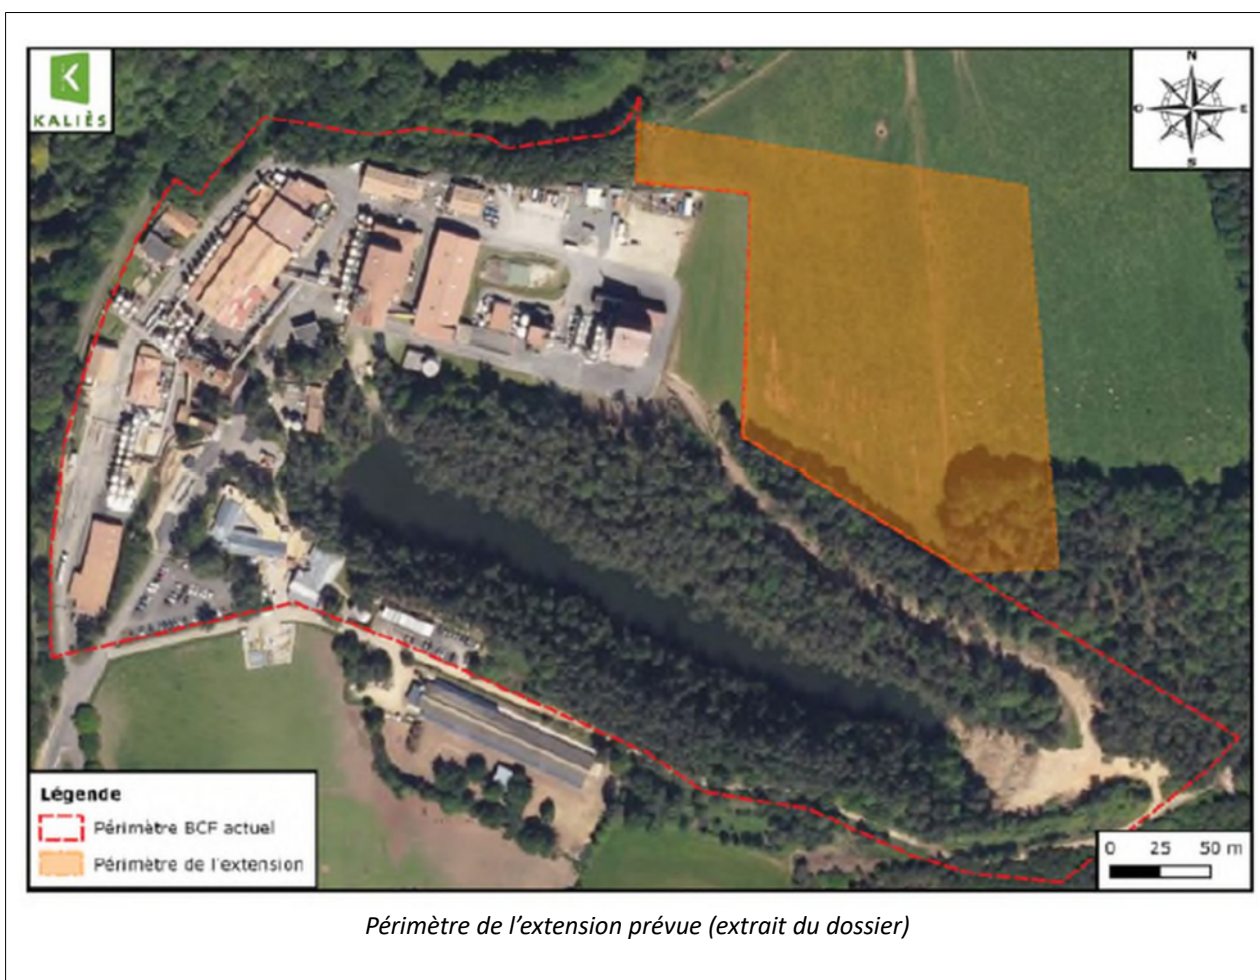 KALIÈS
N
O
E
S
Légende
Périmètre BCF actuel
Périmètre de l'extension
0 25 50 m
Périmètre de l’extension prévue (extrait du dossier)